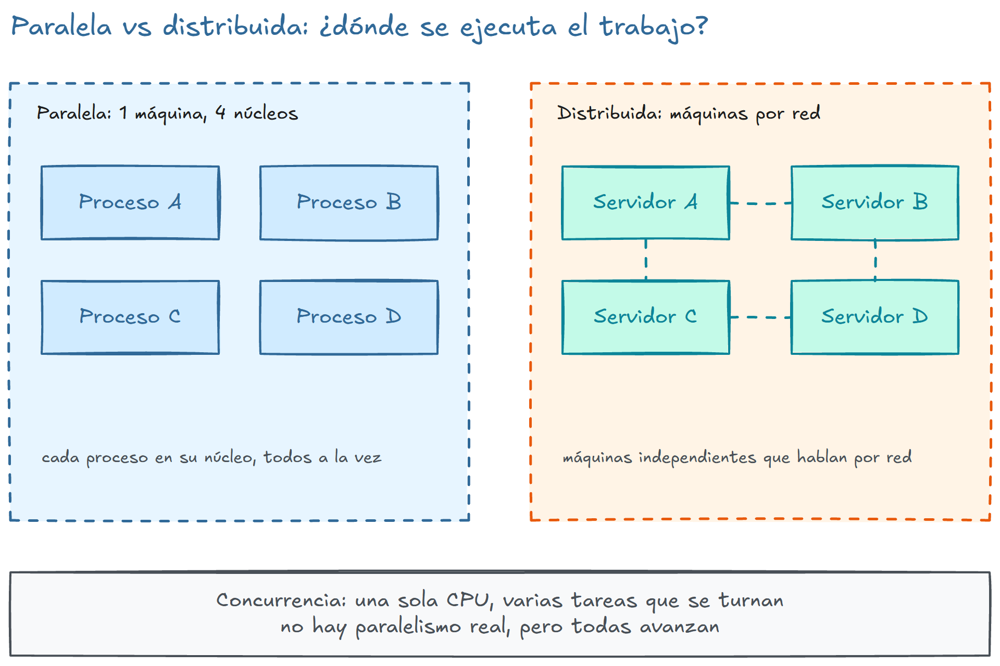 Paralela vs distribuida: ¿dónde se ejecuta el trabajo?
Paralela: 1 máquina, 4 núcleos
Proceso A
Proceso B
Proceso C
Proceso D
cada proceso en su núcleo, todos a la vez
Distribuida: máquinas por red
Servidor A
Servidor B
Servidor C
Servidor D
máquinas independientes que hablan por red
Concurrencia: una sola CPU, varias tareas que se turnan
no hay paralelismo real, pero todas avanzan